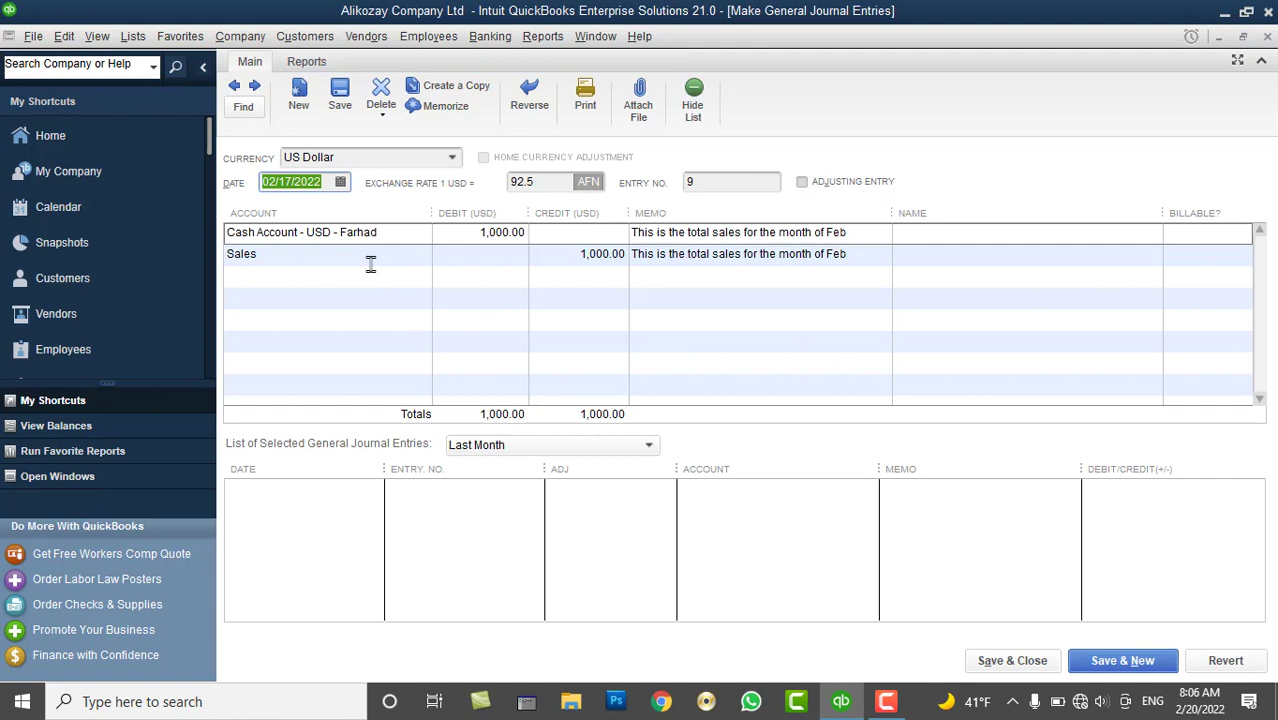 Alikozay Company Ltd - Intuit QuickBooks Enterprise Solutions 21.0 - [Make General Journal Entries]
File Edit View Lists Favorites Company Customers Vendors Employees Banking Reports Window Help
Search Company or Help
My Shortcuts
Home
My Company
Calendar
Snapshots
Customers
Vendors
Employees
My Shortcuts
View Balances
Run Favorite Reports
Open Windows
Do More With QuickBooks
Get Free Workers Comp Quote
Order Labor Law Posters
Order Checks & Supplies
Promote Your Business
Finance with Confidence
Main Reports
Find
New
Save
Delete
Create a Copy
Memorize
Reverse
Print
Attach
File
Hide
List
CURRENCY US Dollar HOME CURRENCY ADJUSTMENT
DATE 02/17/2022 EXCHANGE RATE 1 USD = 92.5 AFN ENTRY NO. 9 ADJUSTING ENTRY
ACCOUNT DEBIT (USD) CREDIT (USD) MEMO NAME BILLABLE?
Cash Account - USD - Farhad 1,000.00 This is the total sales for the month of Feb
Sales 1,000.00 This is the total sales for the month of Feb
Totals 1,000.00 1,000.00
List of Selected General Journal Entries: Last Month
DATE ENTRY. NO. ADJ ACCOUNT MEMO DEBIT/CREDIT(+/-)
Save & Close Save & New Revert
Type here to search
Ps
qb
C
41°F
ENG
8:06 AM
2/20/2022